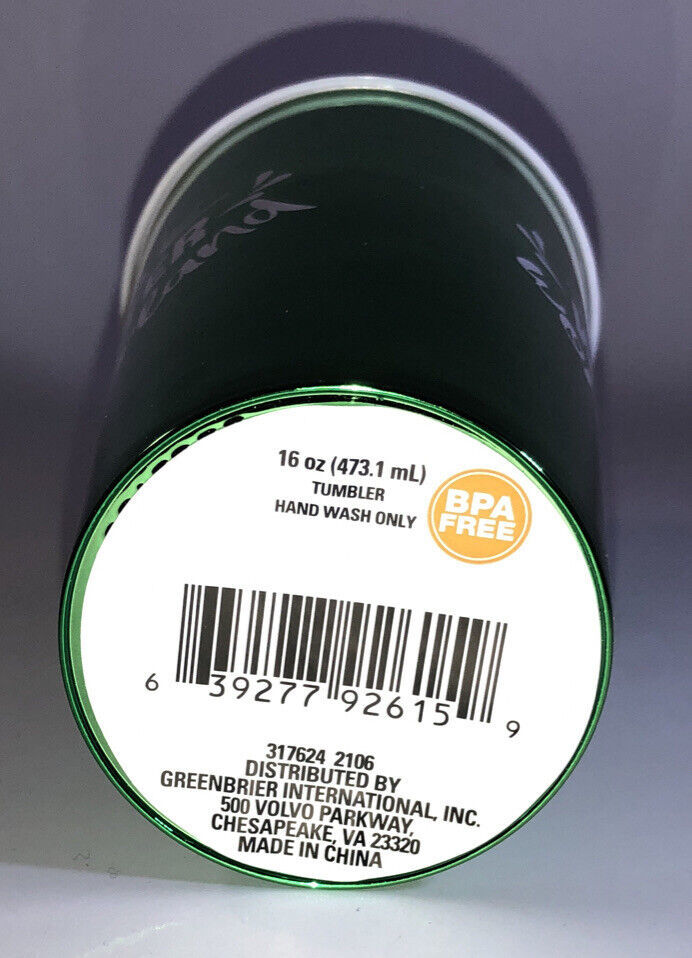 16 oz (473.1 mL)
TUMBLER
HAND WASH ONLY
BPA
FREE
6 39277 92615 9
317624 2106
DISTRIBUTED BY
GREENBRIER INTERNATIONAL, INC.
500 VOLVO PARKWAY,
CHESAPEAKE, VA 23320
MADE IN CHINA